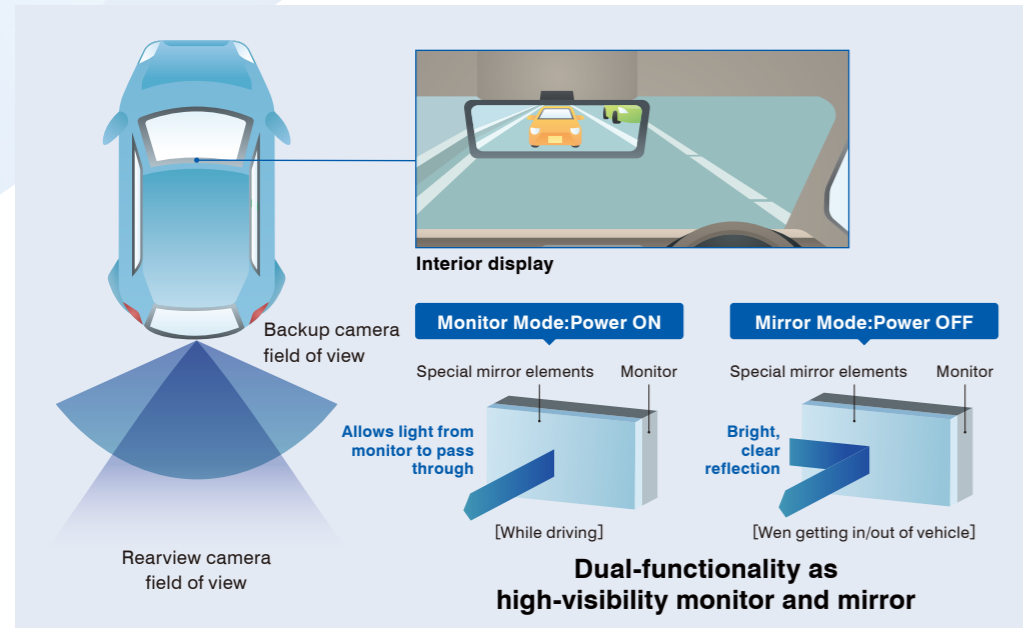 Interior display
Backup camera
field of view
Rearview camera
field of view
Monitor Mode:Power ON
Special mirror elements
Monitor
Allows light from
monitor to pass
through
[While driving]
Mirror Mode:Power OFF
Special mirror elements
Monitor
Bright,
clear
reflection
[Wen getting in/out of vehicle]
Dual-functionality as
high-visibility monitor and mirror